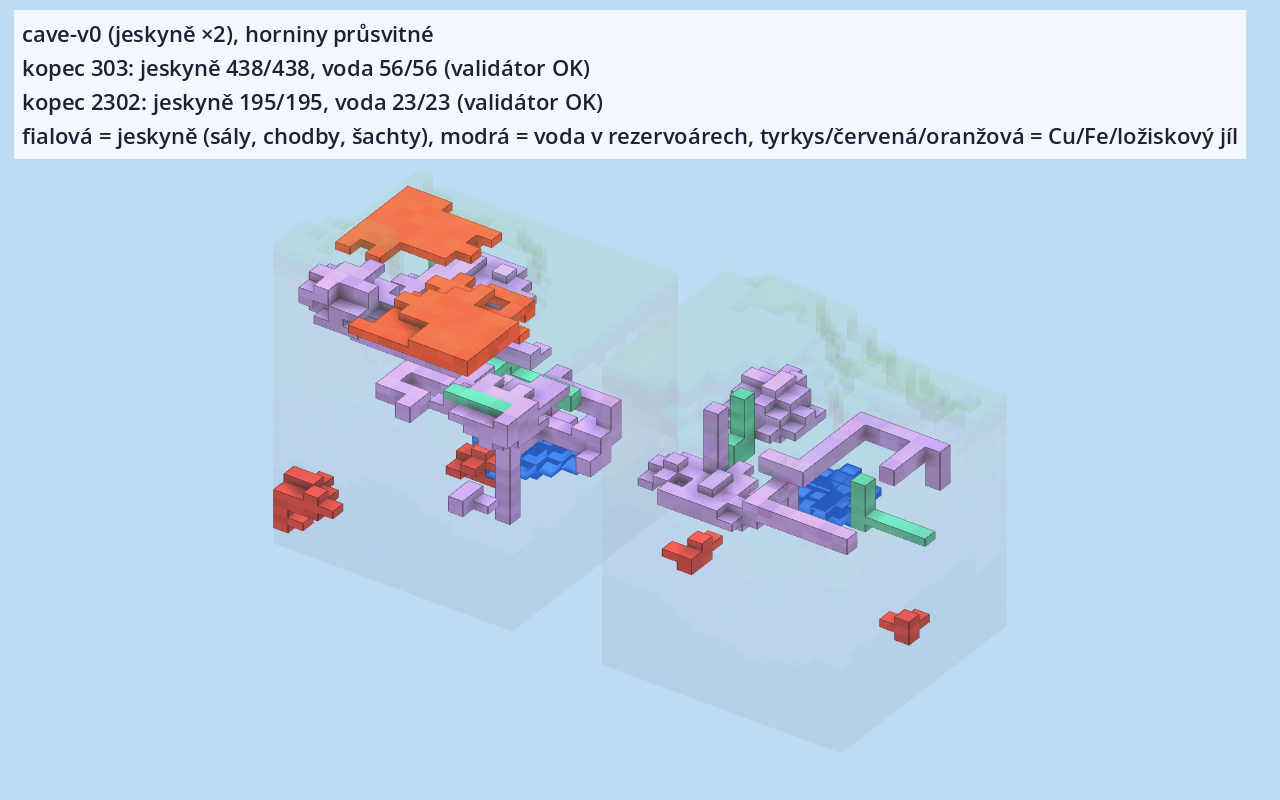 cave-v0 (jeskyně ×2), horniny průsvitné
kopec 303: jeskyně 438/438, voda 56/56 (validátor OK)
kopec 2302: jeskyně 195/195, voda 23/23 (validátor OK)
fialová = jeskyně (sály, chodby, šachty), modrá = voda v rezervoárech, tyrkys/červená/oranžová = Cu/Fe/ložiskový jíl